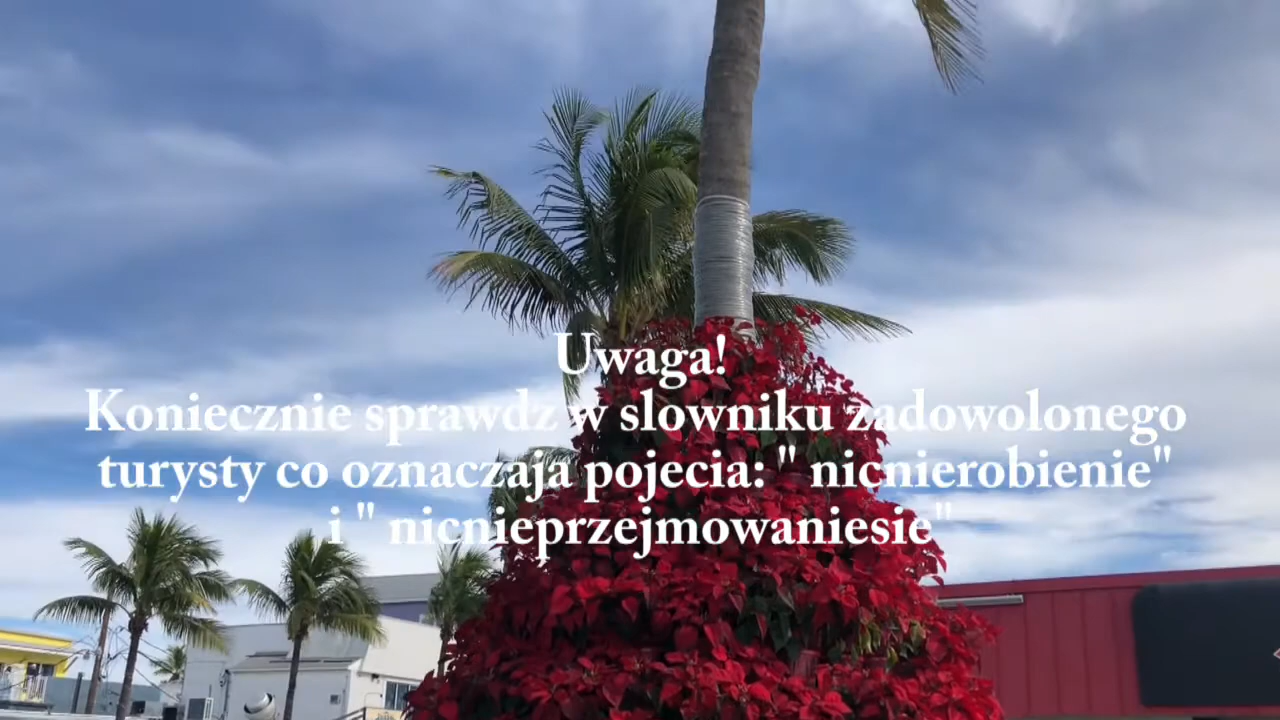 Uwaga!
Koniecznie sprawdz w slowniku zadowolonego
turysty co oznaczaja pojecia: " nicnierobienie"
i " nicnieprzejmowaniesie"